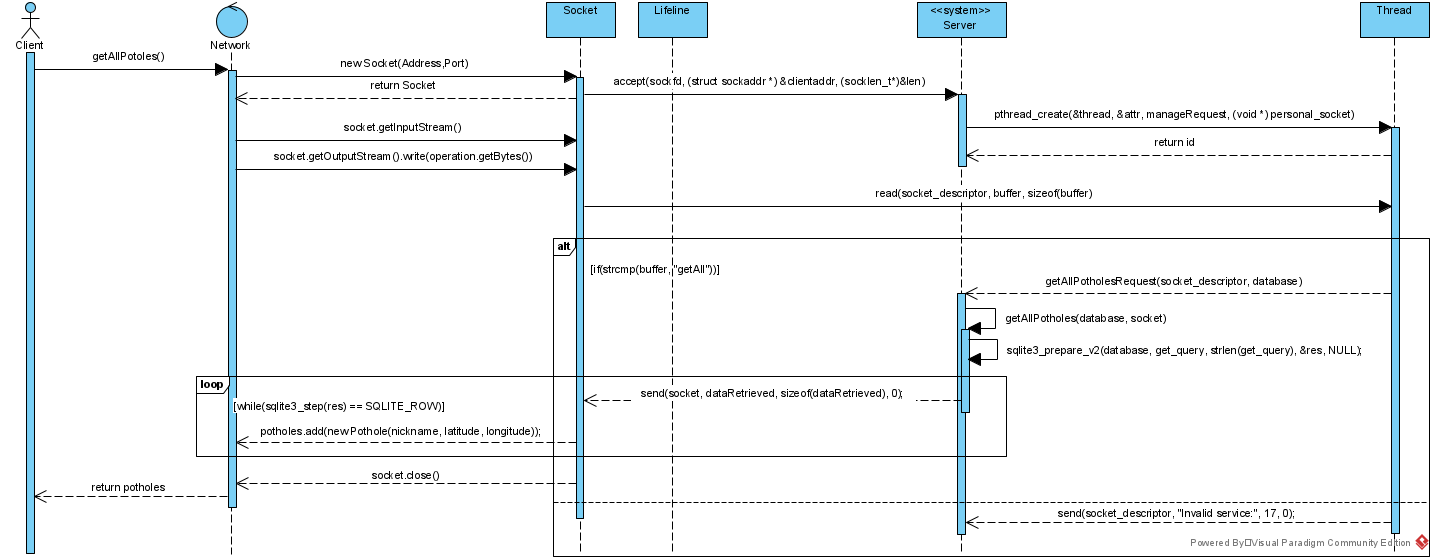 Socket
Lifeline
<<system>>
Server
Thread
Client
Network
getAllPotoles()
new Socket(Address,Port)
return Socket
accept(sockfd, (struct sockaddr *) &clientaddr, (socklen_t*)&len)
pthread_create(&thread, &attr, manageRequest, (void *) personal_socket)
socket.getInputStream()
return id
socket.getOutputStream().write(operation.getBytes())
read(socket_descriptor, buffer, sizeof(buffer)
alt
[if(strcmp(buffer, "getAll"))]
getAllPotholesRequest(socket_descriptor, database)
getAllPotholes(database, socket)
sqlite3_prepare_v2(database, get_query, strlen(get_query), &res, NULL);
loop
send(socket, dataRetrieved, sizeof(dataRetrieved), 0);
[while(sqlite3_step(res) == SQLITE_ROW)]
potholes.add(new Pothole(nickname, latitude, longitude));
socket.close()
return potholes
send(socket_descriptor, "Invalid service:", 17, 0);
Powered By Visual Paradigm Community Edition